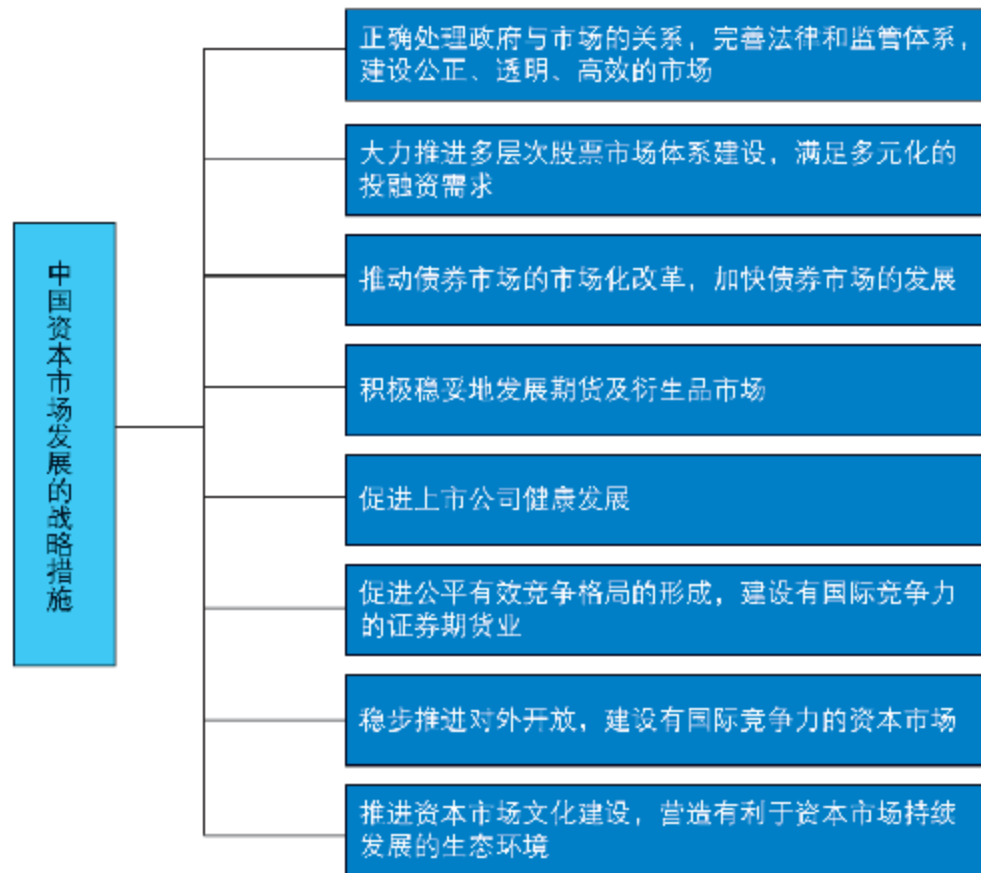 中国资本市场发展的战略措施
正确处理政府与市场的关系，完善法律和监管体系，
建设公正、透明、高效的市场
大力推进多层次股票市场体系建设，满足多元化的
投融资需求
推动债券市场的市场化改革，加快债券市场的发展
积极稳妥地发展期货及衍生品市场
促进上市公司健康发展
促进公平有效竞争格局的形成，建设有国际竞争力
的证券期货业
稳步推进对外开放，建设有国际竞争力的资本市场
推进资本市场文化建设，营造有利于资本市场持续
发展的生态环境